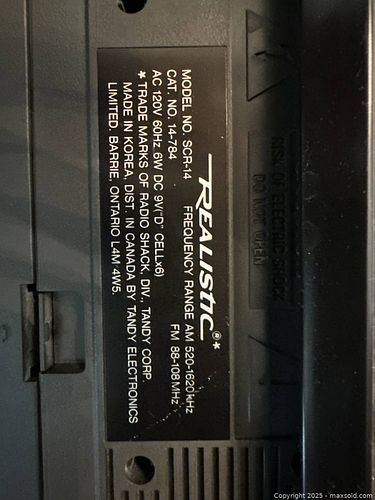 RISK OF ELECTRIC SHOCK
DO NOT OPEN
REALISTIC®*
MODEL NO. SCR-14 FREQUENCY RANGE AM 520-1620kHz
CAT. NO. 14-784 FM 88-108MHz
AC 120V 60Hz 6W DC 9V("D" CELLx6)
* TRADE MARKS OF RADIO SHACK, DIV., TANDY CORP.
MADE IN KOREA, DIST. IN CANADA BY TANDY ELECTRONICS
LIMITED, BARRIE, ONTARIO L4M 4W5.
Copyright 2025 - maxsold.com